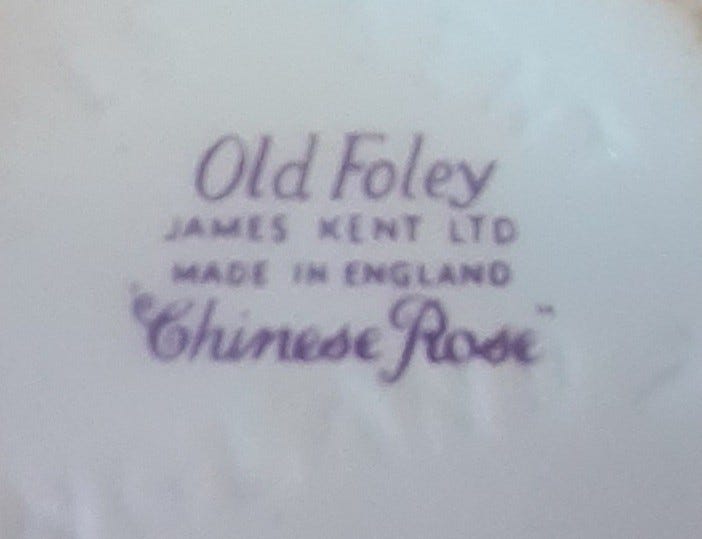 Old Foley
JAMES KENT LTD
MADE IN ENGLAND
"Chinese Rose"